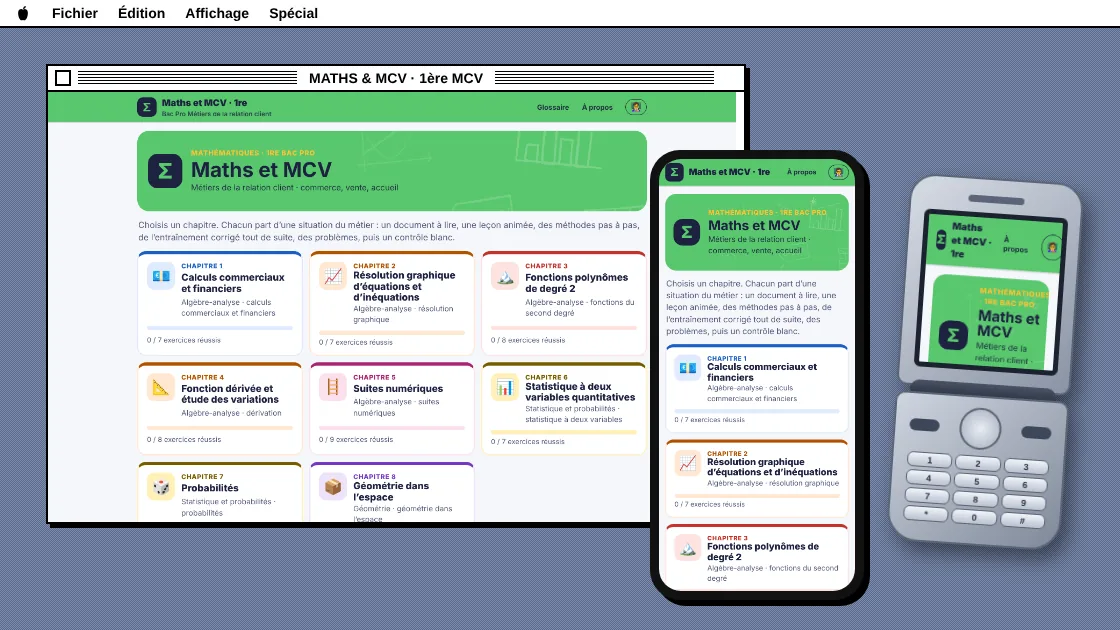 Fichier Édition Affichage Spécial
MATHS & MCV · 1ère MCV
Σ
Maths et MCV · 1re
Bac Pro Métiers de la relation client
Glossaire À propos
Σ
MATHÉMATIQUES · 1RE BAC PRO
Maths et MCV
Métiers de la relation client · commerce, vente, accueil
Choisis un chapitre. Chacun part d'une situation du métier : un document à lire, une leçon animée, des méthodes pas à pas,
de l'entraînement corrigé tout de suite, des problèmes, puis un contrôle blanc.
CHAPITRE 1
Calculs commerciaux
et financiers
Algèbre-analyse · calculs
commerciaux et financiers
0 / 7 exercices réussis
CHAPITRE 2
Résolution graphique
d'équations et
d'inéquations
Algèbre-analyse · résolution
graphique
0 / 7 exercices réussis
CHAPITRE 3
Fonctions polynômes
de degré 2
Algèbre-analyse · fonctions du
second degré
0 / 8 exercices réussis
CHAPITRE 4
Fonction dérivée et
étude des variations
Algèbre-analyse · dérivation
0 / 8 exercices réussis
CHAPITRE 5
Suites numériques
Algèbre-analyse · suites
numériques
0 / 9 exercices réussis
CHAPITRE 6
Statistique à deux
variables quantitatives
Statistique et probabilités ·
statistique à deux variables
0 / 7 exercices réussis
CHAPITRE 7
Probabilités
Statistique et probabilités ·
probabilités
CHAPITRE 8
Géométrie dans
l'espace
Géométrie · géométrie dans
l'espace
Σ
Maths et MCV · 1re
À propos
Σ
MATHÉMATIQUES · 1RE BAC PRO
Maths et MCV
Métiers de la relation client ·
commerce, vente, accueil
Choisis un chapitre. Chacun part d'une
situation du métier : un document à lire, une
leçon animée, des méthodes pas à pas, de
l'entraînement corrigé tout de suite, des
problèmes, puis un contrôle blanc.
CHAPITRE 1
Calculs commerciaux et
financiers
Algèbre-analyse · calculs
commerciaux et financiers
0 / 7 exercices réussis
CHAPITRE 2
Résolution graphique
d'équations et d'inéquations
Algèbre-analyse · résolution graphique
0 / 7 exercices réussis
CHAPITRE 3
Fonctions polynômes de
degré 2
Algèbre-analyse · fonctions du second
degré
Σ
Maths
et MCV ·
1re
À
propos
MATHÉMATIQUES
· 1RE BAC PRO
Σ
Maths et
MCV
Métiers de la
relation client ·
1 2 3
4 5 6
7 8 9
* 0 #